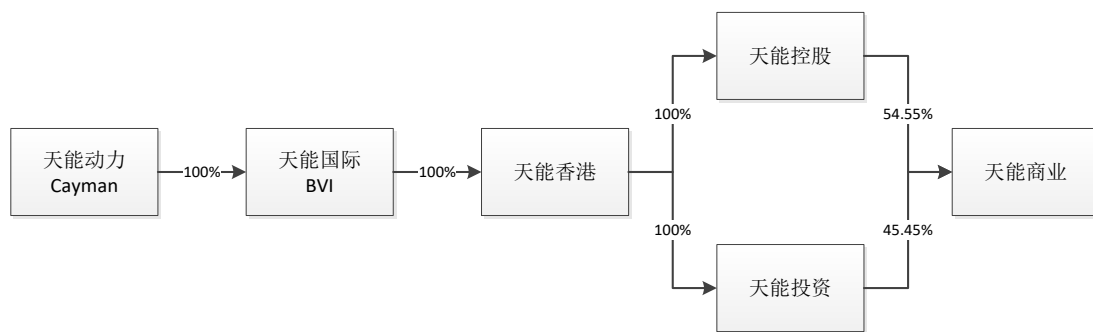 天能控股
100%
54.55%
天能动力
Cayman
100%
天能国际
BVI
100%
天能香港
天能商业
100%
45.45%
天能投资